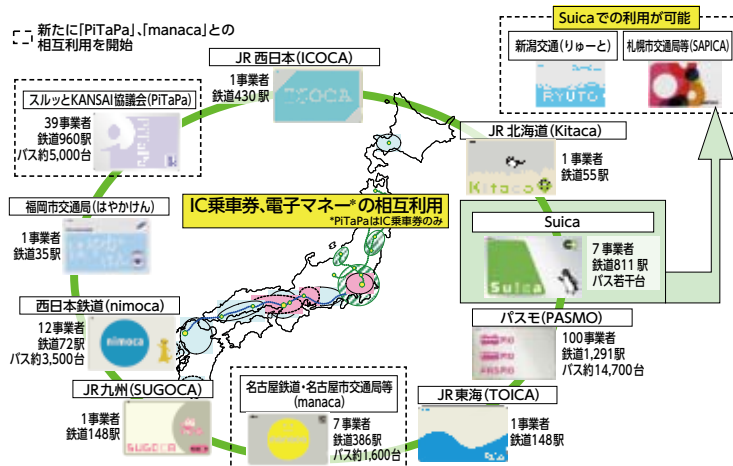 新たに｢PiTaPa｣、｢manaca｣との
相互利用を開始
Suicaでの利用が可能
新潟交通(りゅーと)
札幌市交通局等(SAPICA)
RYUTO
JR西日本(ICOCA)
1事業者
鉄道430駅
ICOCA
スルッとKANSAI協議会(PiTaPa)
39事業者
鉄道960駅
バス約5,000台
PiTaPa
JR北海道(Kitaca)
1事業者
鉄道55駅
Kitaca
IC乗車券、電子マネー*の相互利用
*PiTaPaはIC乗車券のみ
福岡市交通局(はやかけん)
1事業者
鉄道35駅
Suica
7事業者
鉄道811駅
バス若干台
Suica
西日本鉄道(nimoca)
12事業者
鉄道72駅
バス約3,500台
nimoca
パスモ(PASMO)
100事業者
鉄道1,291駅
バス約14,700台
PASMO
JR九州(SUGOCA)
1事業者
鉄道148駅
SUGOCA
名古屋鉄道・名古屋市交通局等
(manaca)
7事業者
鉄道386駅
バス約1,600台
manaca
JR東海(TOICA)
1事業者
鉄道148駅